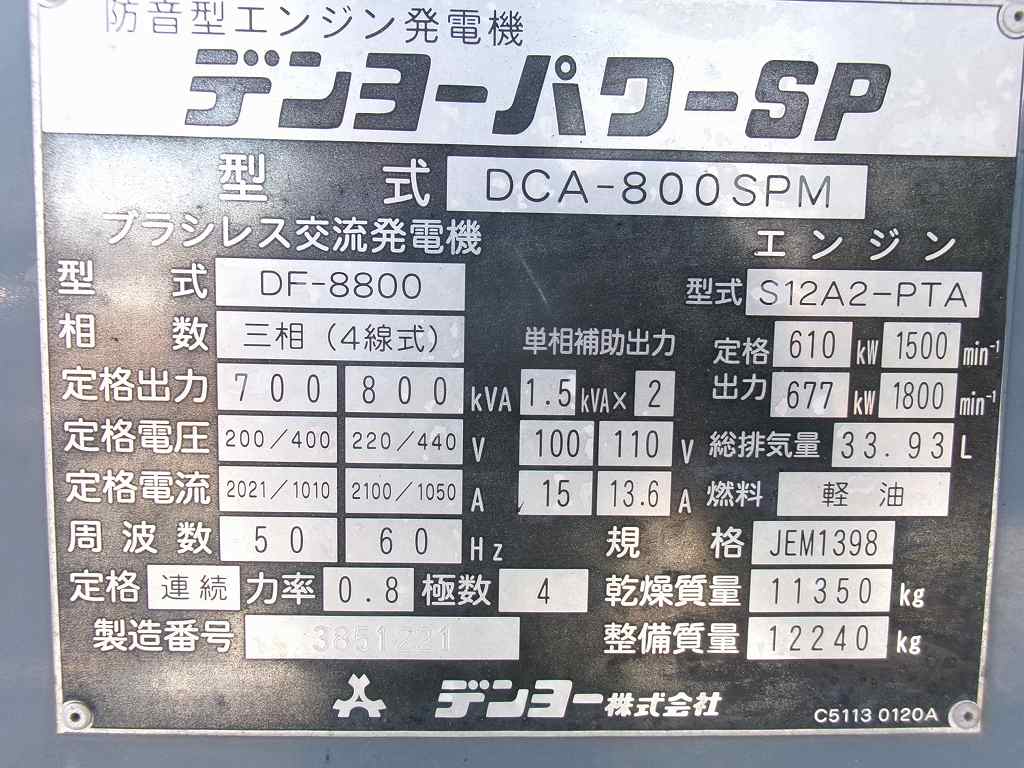 防音型エンジン発電機
デンヨーパワーSP
型式 DCA-800SPM
ブラシレス交流発電機 エンジン
型式 DF-8800 型式 S12A2-PTA
相数 三相(4線式) 単相補助出力 定格 610 kW 1500 min⁻¹
定格出力 700 800 kVA 1.5 kVA× 2 出力 677 kW 1800 min⁻¹
定格電圧 200/400 220/440 V 100 110 V 総排気量 33.93 L
定格電流 2021/1010 2100/1050 A 15 13.6 A 燃料 軽油
周波数 50 60 Hz 規格 JEM1398
定格 連続 力率 0.8 極数 4 乾燥質量 11350 kg
製造番号 3851221 整備質量 12240 kg
デンヨー株式会社 C5113 0120A